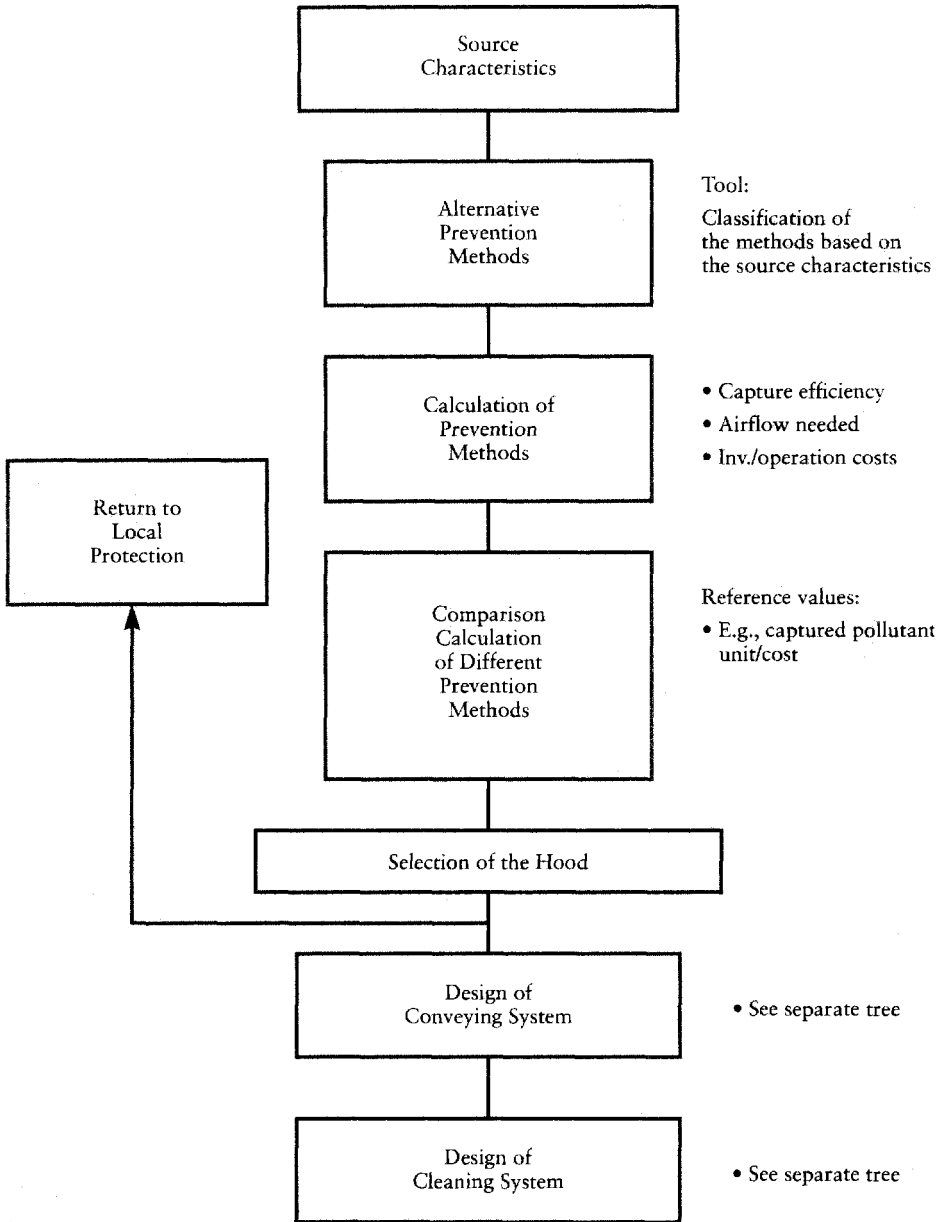 Source
Characteristics
Alternative
Prevention
Methods
Tool:
Classification of
the methods based on
the source characteristics
Calculation of
Prevention
Methods
• Capture efficiency
• Airflow needed
• Inv./operation costs
Return to
Local
Protection
Comparison
Calculation
of Different
Prevention
Methods
Reference values:
• E.g., captured pollutant
unit/cost
Selection of the Hood
Design of
Conveying System
• See separate tree
Design of
Cleaning System
• See separate tree